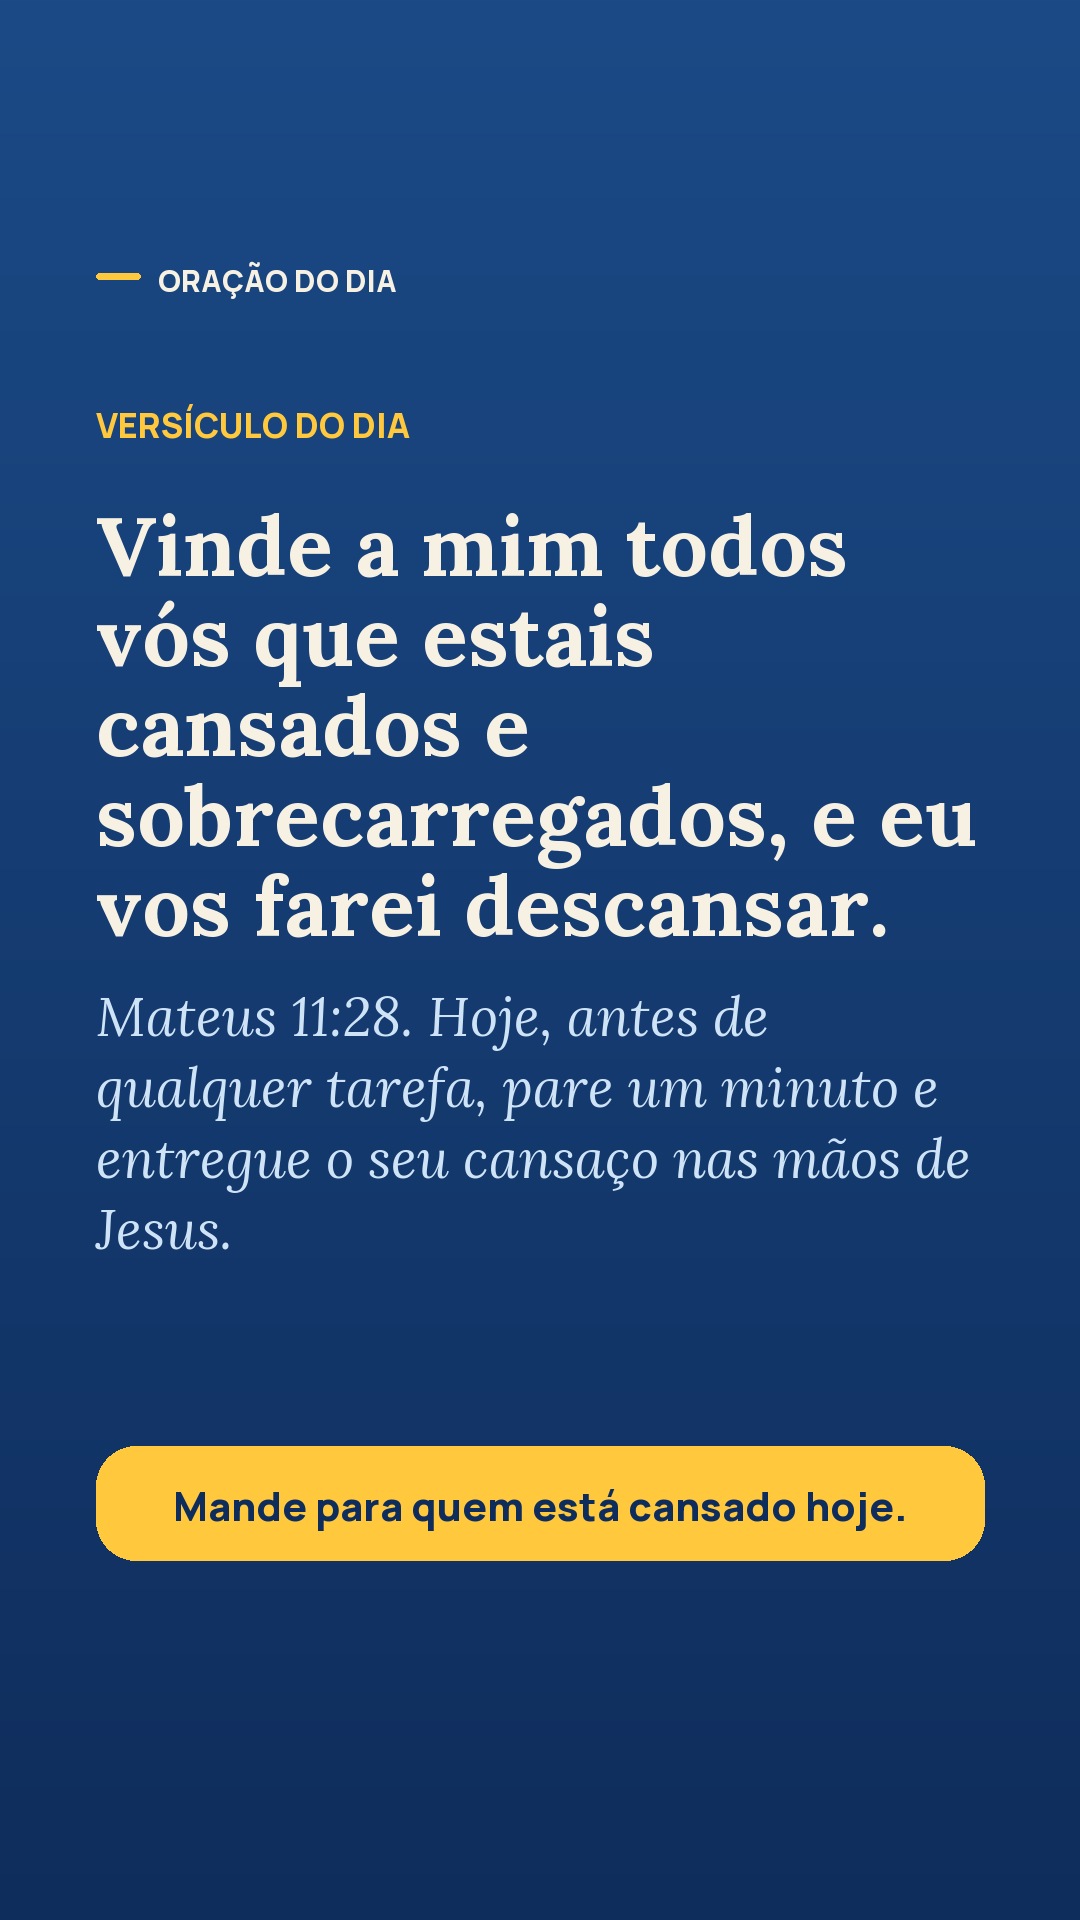 ORAÇÃO DO DIA
VERSÍCULO DO DIA
Vinde a mim todos
vós que estais
cansados e
sobrecarregados, e eu
vos farei descansar.
Mateus 11:28. Hoje, antes de
qualquer tarefa, pare um minuto e
entregue o seu cansaço nas mãos de
Jesus.
Mande para quem está cansado hoje.